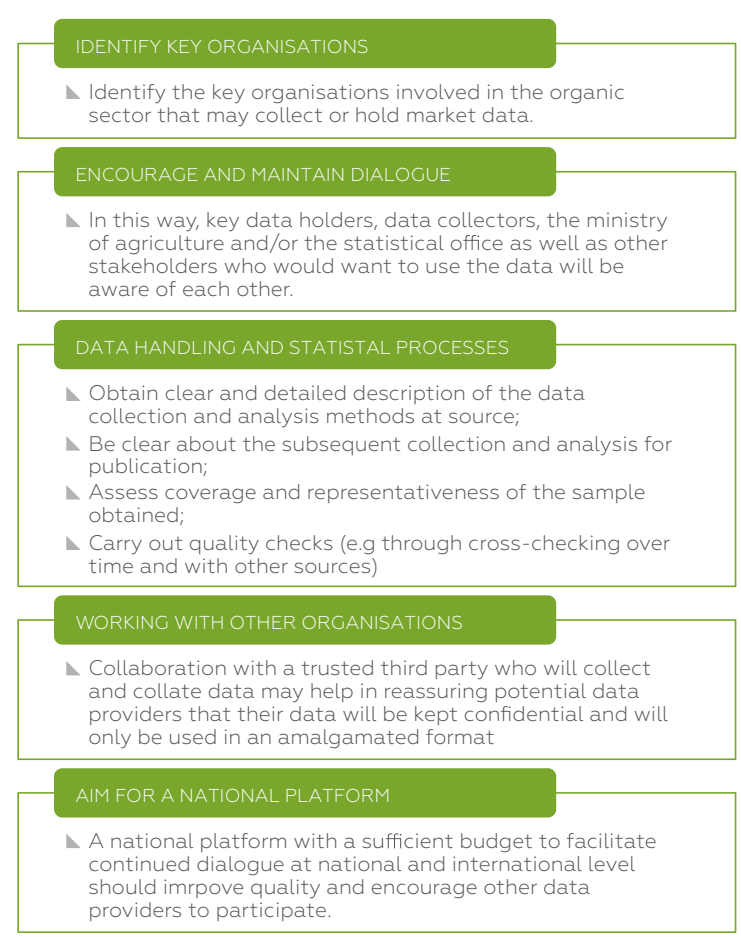 IDENTIFY KEY ORGANISATIONS
Identify the key organisations involved in the organic
sector that may collect or hold market data.
ENCOURAGE AND MAINTAIN DIALOGUE
In this way, key data holders, data collectors, the ministry
of agriculture and/or the statistical office as well as other
stakeholders who would want to use the data will be
aware of each other.
DATA HANDLING AND STATISTAL PROCESSES
Obtain clear and detailed description of the data
collection and analysis methods at source;
Be clear about the subsequent collection and analysis for
publication;
Assess coverage and representativeness of the sample
obtained;
Carry out quality checks (e.g through cross-checking over
time and with other sources)
WORKING WITH OTHER ORGANISATIONS
Collaboration with a trusted third party who will collect
and collate data may help in reassuring potential data
providers that their data will be kept confidential and will
only be used in an amalgamated format
AIM FOR A NATIONAL PLATFORM
A national platform with a sufficient budget to facilitate
continued dialogue at national and international level
should imrpove quality and encourage other data
providers to participate.